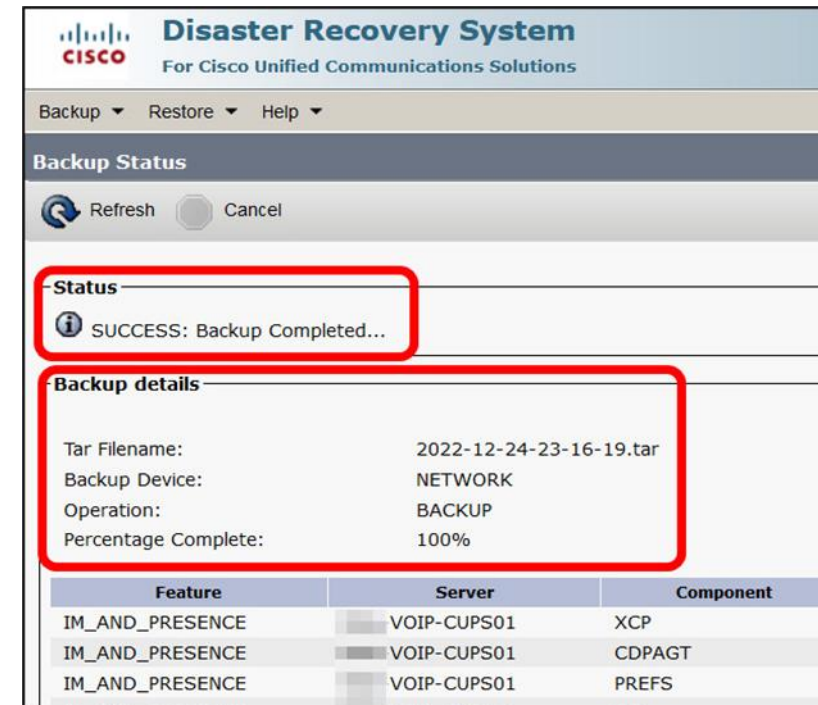 Disaster Recovery System
CISCO For Cisco Unified Communications Solutions
Backup Restore Help
Backup Status
Refresh Cancel
Status
SUCCESS: Backup Completed...
Backup details
Tar Filename: 2022-12-24-23-16-19.tar
Backup Device: NETWORK
Operation: BACKUP
Percentage Complete: 100%
Feature Server Component
IM_AND_PRESENCE VOIP-CUPS01 XCP
IM_AND_PRESENCE VOIP-CUPS01 CDPAGT
IM_AND_PRESENCE VOIP-CUPS01 PREFS